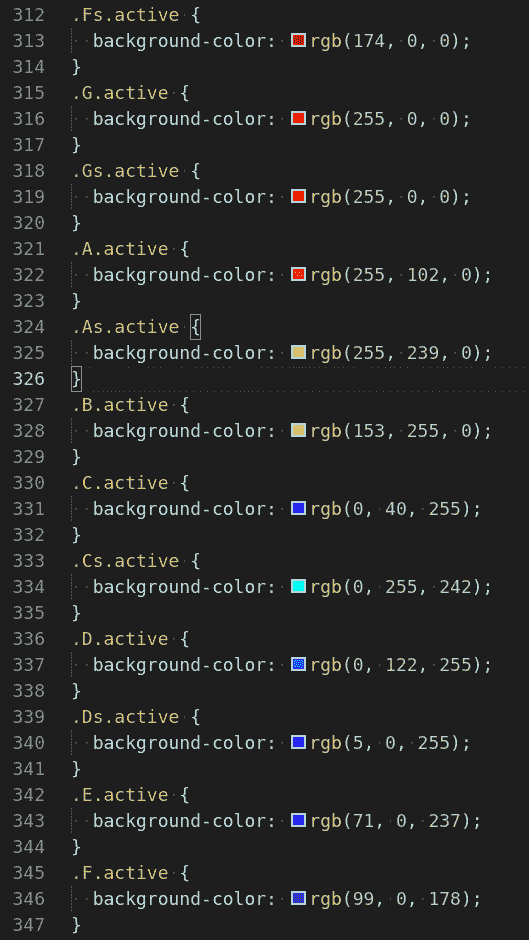 312 .Fs.active {
313   background-color: rgb(174, 0, 0);
314 }
315 .G.active {
316   background-color: rgb(255, 0, 0);
317 }
318 .Gs.active {
319   background-color: rgb(255, 0, 0);
320 }
321 .A.active {
322   background-color: rgb(255, 102, 0);
323 }
324 .As.active {
325   background-color: rgb(255, 239, 0);
326 }
327 .B.active {
328   background-color: rgb(153, 255, 0);
329 }
330 .C.active {
331   background-color: rgb(0, 40, 255);
332 }
333 .Cs.active {
334   background-color: rgb(0, 255, 242);
335 }
336 .D.active {
337   background-color: rgb(0, 122, 255);
338 }
339 .Ds.active {
340   background-color: rgb(5, 0, 255);
341 }
342 .E.active {
343   background-color: rgb(71, 0, 237);
344 }
345 .F.active {
346   background-color: rgb(99, 0, 178);
347 }